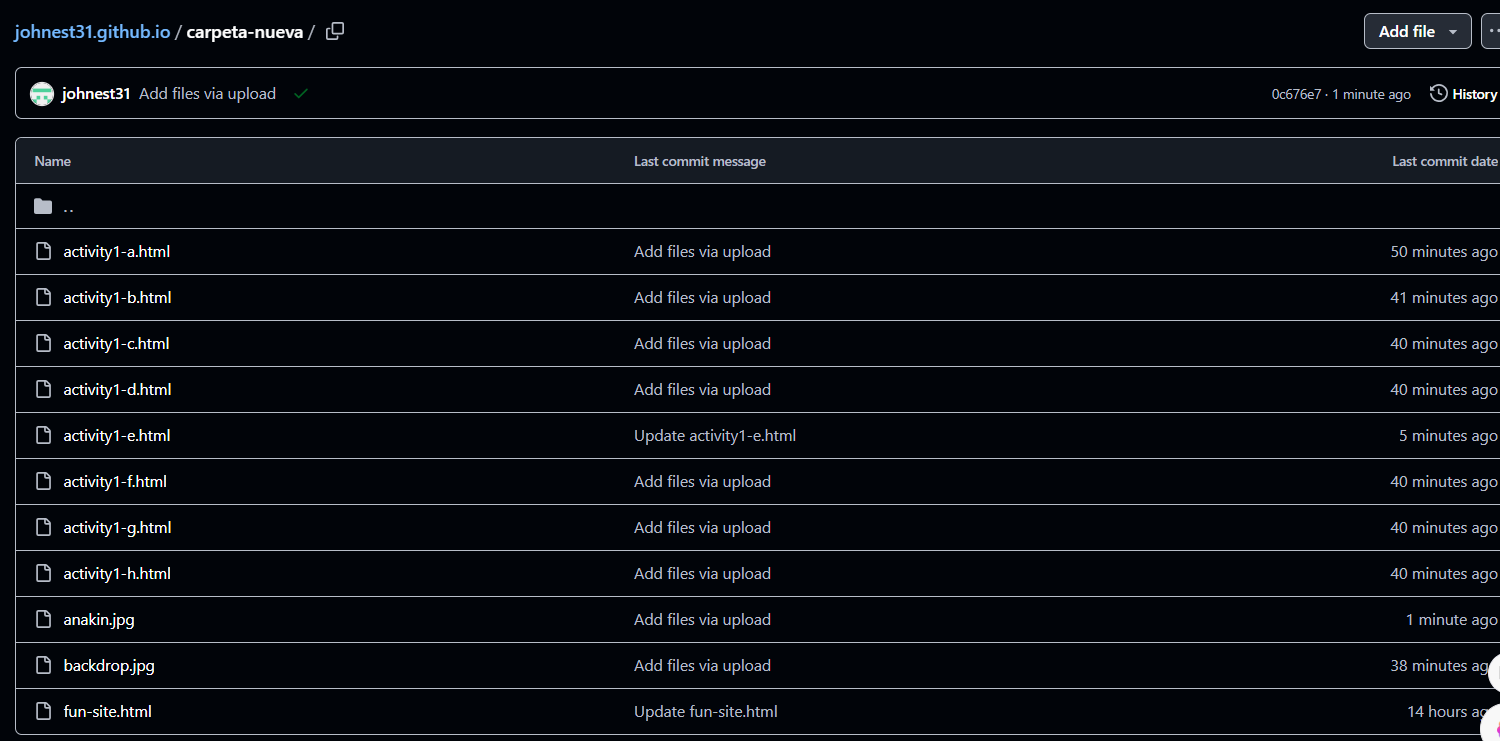 johnest31.github.io / carpeta-nueva /
Add file
johnest31 Add files via upload
0c676e7 · 1 minute ago History
Name Last commit message Last commit date
..
activity1-a.html Add files via upload 50 minutes ago
activity1-b.html Add files via upload 41 minutes ago
activity1-c.html Add files via upload 40 minutes ago
activity1-d.html Add files via upload 40 minutes ago
activity1-e.html Update activity1-e.html 5 minutes ago
activity1-f.html Add files via upload 40 minutes ago
activity1-g.html Add files via upload 40 minutes ago
activity1-h.html Add files via upload 40 minutes ago
anakin.jpg Add files via upload 1 minute ago
backdrop.jpg Add files via upload 38 minutes ag
fun-site.html Update fun-site.html 14 hours ag